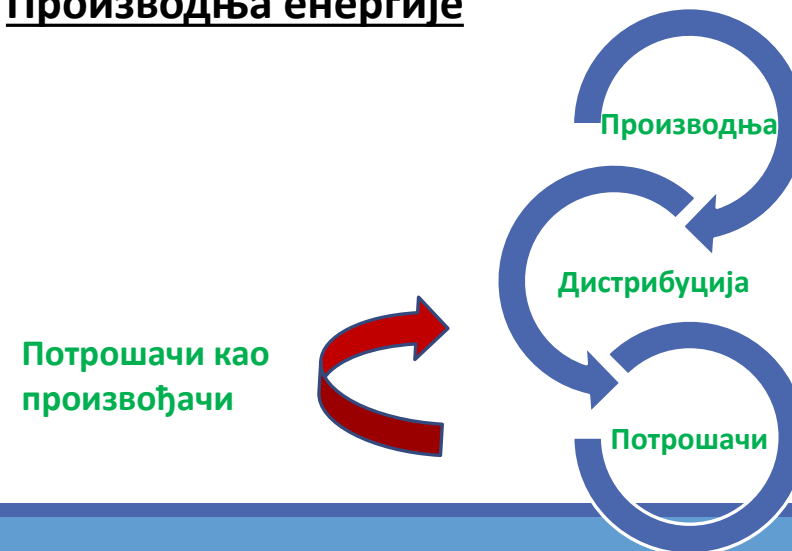 Производња енергије
Производња
Дистрибуција
Потрошачи као
произвођачи
Потрошачи